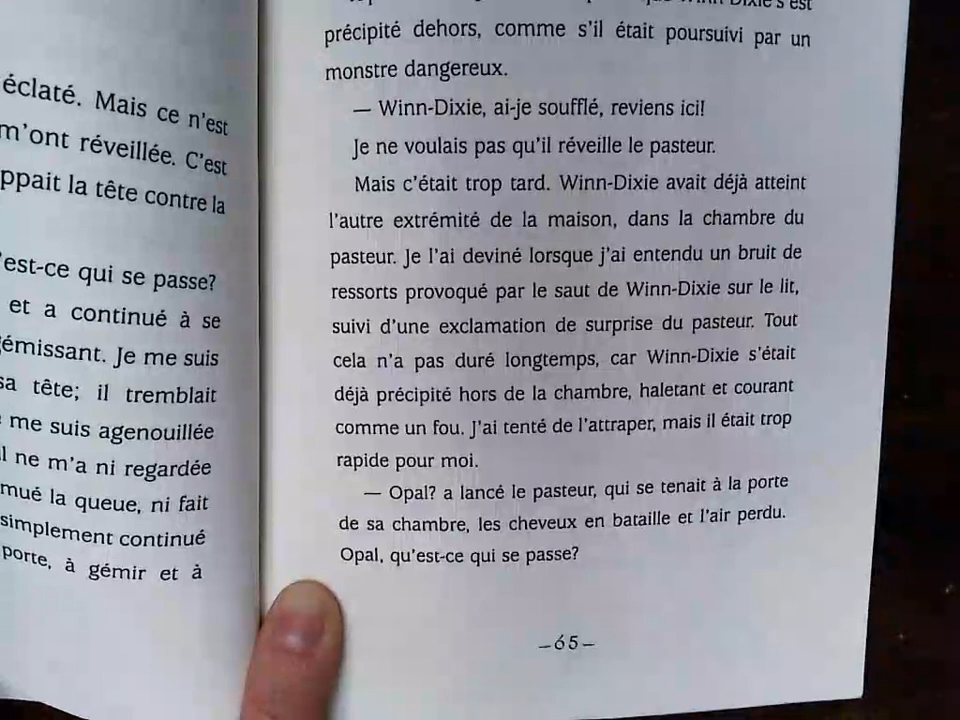 éclaté. Mais ce n'est
m'ont réveillée. C'est
ppait la tête contre la
'est-ce qui se passe?
et a continué à se
émissant. Je me suis
sa tête; il tremblait
me suis agenouillée
l ne m'a ni regardée
mué la queue, ni fait
simplement continué
porte, à gémir et à
Winn-Dixie s'est
précipité dehors, comme s'il était poursuivi par un
monstre dangereux.
— Winn-Dixie, ai-je soufflé, reviens ici!
Je ne voulais pas qu'il réveille le pasteur.
Mais c'était trop tard. Winn-Dixie avait déjà atteint
l'autre extrémité de la maison, dans la chambre du
pasteur. Je l'ai deviné lorsque j'ai entendu un bruit de
ressorts provoqué par le saut de Winn-Dixie sur le lit,
suivi d'une exclamation de surprise du pasteur. Tout
cela n'a pas duré longtemps, car Winn-Dixie s'était
déjà précipité hors de la chambre, haletant et courant
comme un fou. J'ai tenté de l'attraper, mais il était trop
rapide pour moi.
— Opal? a lancé le pasteur, qui se tenait à la porte
de sa chambre, les cheveux en bataille et l'air perdu.
Opal, qu'est-ce qui se passe?
–65–